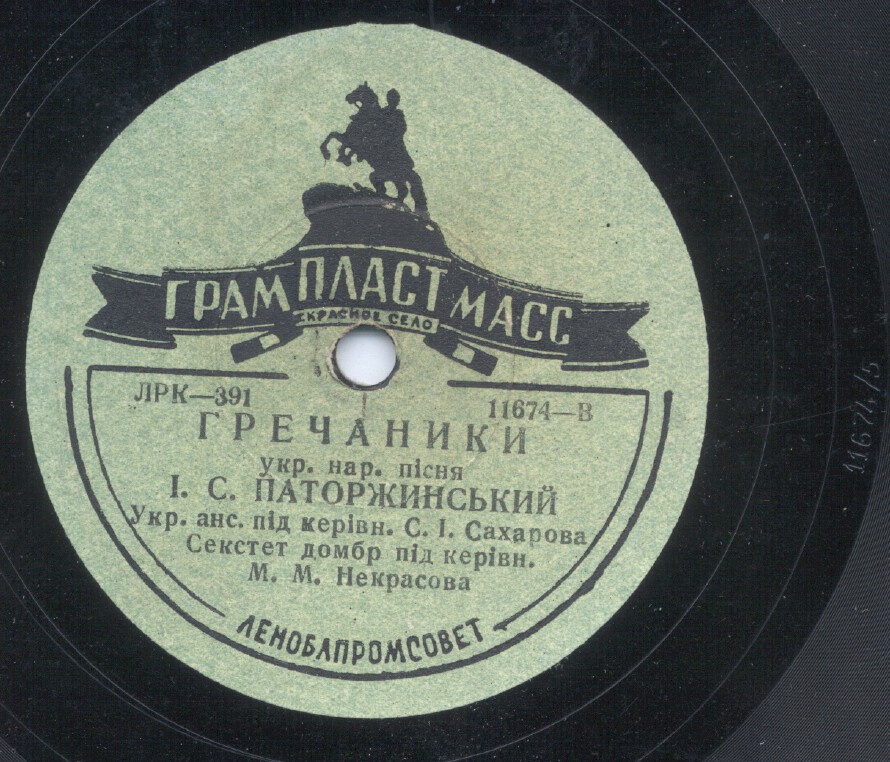 ГРАМПЛАСТМАСС
КРАСНОЕ СЕЛО
ЛРК—391
11674—В
ГРЕЧАНИКИ
укр. нар. пісня
І. С. ПАТОРЖИНСЬКИЙ
Укр. анс. під керівн. С. І. Сахарова
Секстет домбр під керівн.
М. М. Некрасова
ЛЕНОБЛПРОМСОВЕТ
11674/5